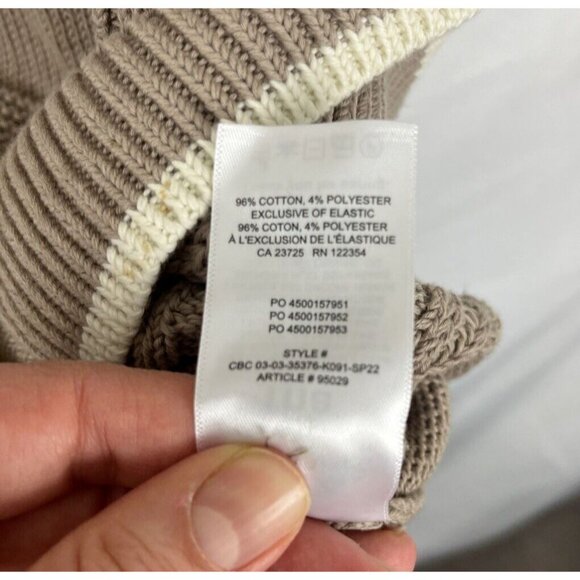 96% COTTON, 4% POLYESTER
EXCLUSIVE OF ELASTIC
96% COTON, 4% POLYESTER
À L'EXCLUSION DE L'ÉLASTIQUE
CA 23725 RN 122354
PO 4500157951
PO 4500157952
PO 4500157953
STYLE #
CBC 03-03-35376-K091-SP22
ARTICLE # 95029